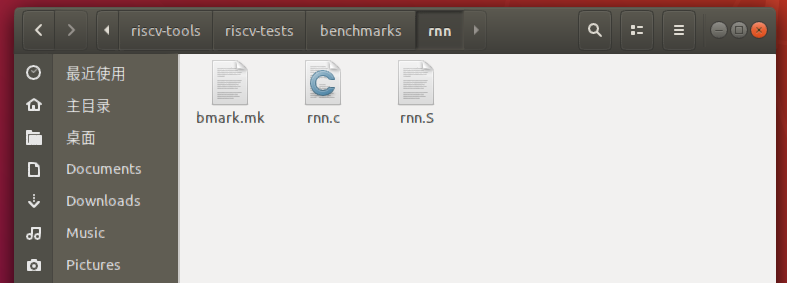 riscv-tools riscv-tests benchmarks rnn
最近使用
主目录
桌面
Documents
Downloads
Music
Pictures
bmark.mk rnn.c rnn.S